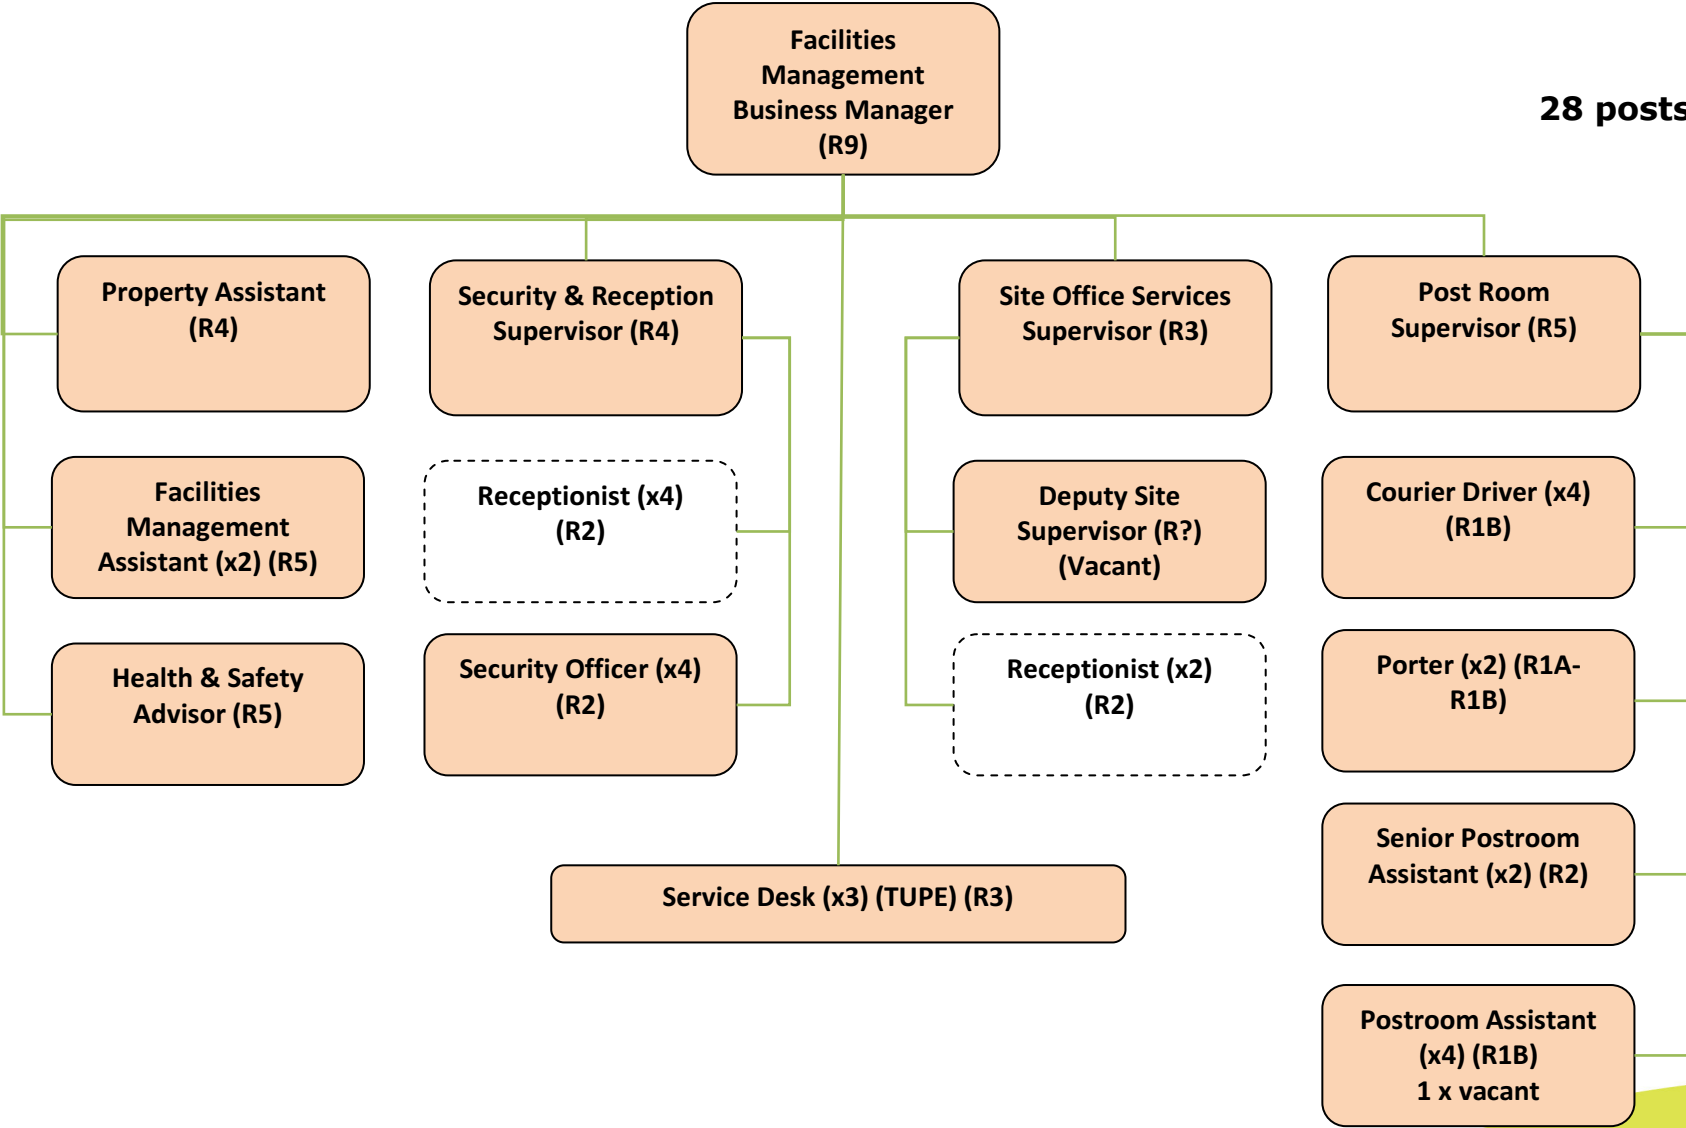 Facilities
Management
Business Manager
(R9)
28 posts
Property Assistant
(R4)
Security & Reception
Supervisor (R4)
Site Office Services
Supervisor (R3)
Post Room
Supervisor (R5)
Facilities
Management
Assistant (x2) (R5)
Receptionist (x4)
(R2)
Deputy Site
Supervisor (R?)
(Vacant)
Courier Driver (x4)
(R1B)
Health & Safety
Advisor (R5)
Security Officer (x4)
(R2)
Receptionist (x2)
(R2)
Porter (x2) (R1A-
R1B)
Senior Postroom
Assistant (x2) (R2)
Service Desk (x3) (TUPE) (R3)
Postroom Assistant
(x4) (R1B)
1 x vacant